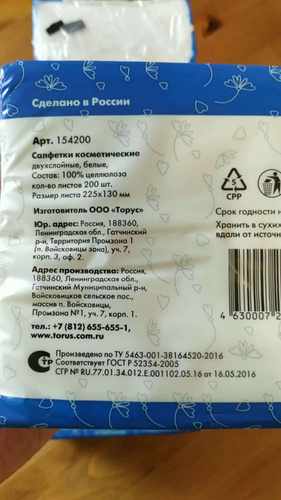 Сделано в России
Арт. 154200
Салфетки косметические
двухслойные, белые,
Состав: 100% целлюлоза
кол-во листов 200 шт.
Размер листа 225х130 мм
Изготовитель ООО «Торус»
Юр. адрес: Россия, 188360,
Ленинградская обл., Гатчинский
р-н, Территория Промзона 1
(п. Войсковицы зона), уч. 7,
корп. 3, оф. 2.
Адрес производства: Россия,
188360, Ленинградская обл.,
Гатчинский Муниципальный р-н,
Войсковицкое сельское пос.,
массив п. Войсковицы,
Промзона №1, уч. 7, корп. 1.
тел.: +7 (812) 655-655-1,
www.torus.com.ru
Произведено по ТУ 5463-001-38164520-2016
Соответствует ГОСТ Р 52354-2005
СГР № RU.77.01.34.012.Е.001102.05.16 от 16.05.2016
5
CPP
Срок годности н
Хранить в сухих
вдали от источн
4 630007 2